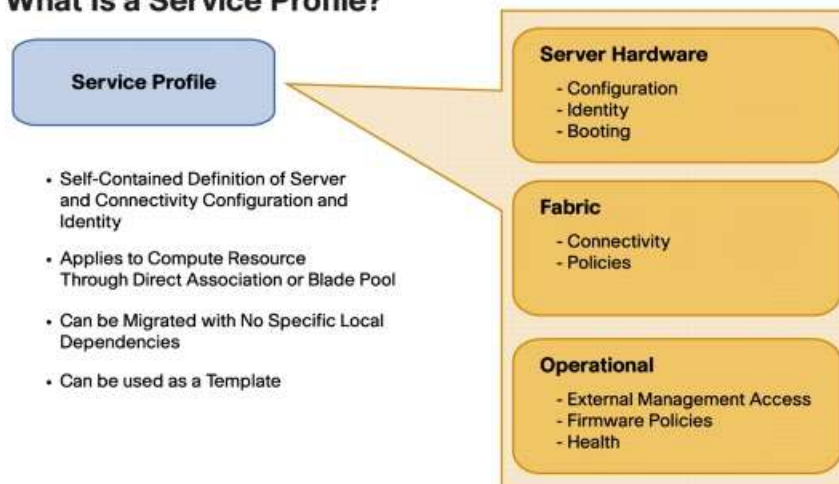 What is a Service Profile?
Service Profile
• Self-Contained Definition of Server
and Connectivity Configuration and
Identity
• Applies to Compute Resource
Through Direct Association or Blade Pool
• Can be Migrated with No Specific Local
Dependencies
• Can be used as a Template
Server Hardware
- Configuration
- Identity
- Booting
Fabric
- Connectivity
- Policies
Operational
- External Management Access
- Firmware Policies
- Health